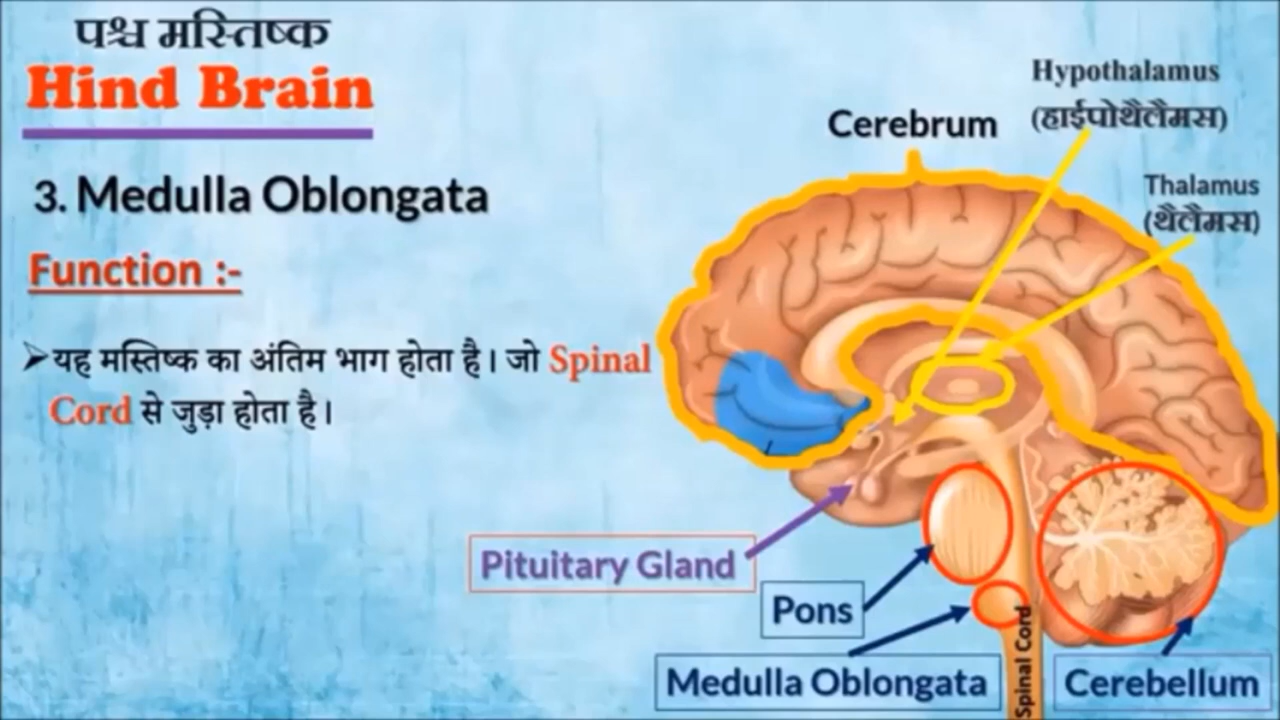 पश्च मस्तिष्क
Hind Brain
3. Medulla Oblongata
Function :-
➢यह मस्तिष्क का अंतिम भाग होता है। जो Spinal
Cord से जुड़ा होता है।
Hypothalamus
(हाईपोथैलैमस)
Cerebrum
Thalamus
(थैलैमस)
Pituitary Gland
Pons
Medulla Oblongata
Spinal Cord
Cerebellum